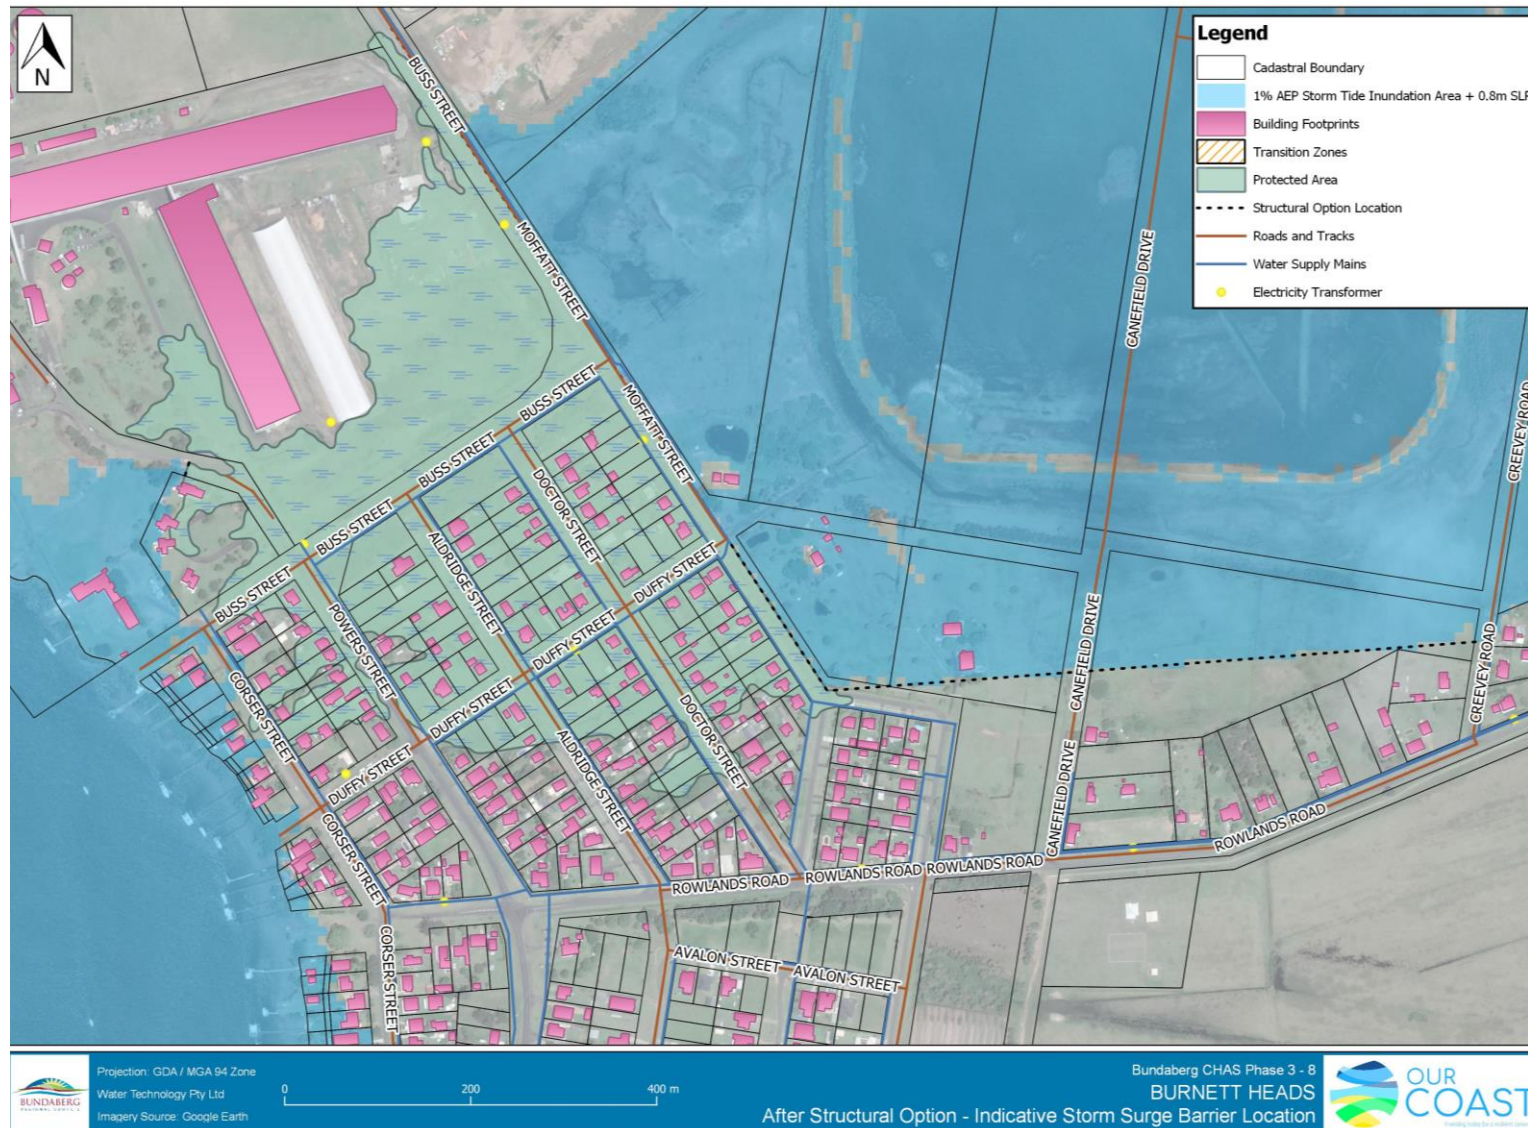 N
Legend
Cadastral Boundary
1% AEP Storm Tide Inundation Area + 0.8m SLR
Building Footprints
Transition Zones
Protected Area
Structural Option Location
Roads and Tracks
Water Supply Mains
Electricity Transformer
BUSS STREET
MOFFATT STREET
CANEFIELD DRIVE
CREEVEY ROAD
BUSS STREET
MOFFATT STREET
BUSS STREET
DOCTOR STREET
BUSS STREET
ALDRIDGE STREET
DUFFY STREET
BUSS STREET
POWERS STREET
DUFFY STREET
CANEFIELD DRIVE
CREEVEY ROAD
CORSER STREET
DUFFY STREET
DOCTOR STREET
ALDRIDGE STREET
DUFFY STREET
CANEFIELD DRIVE
CORSER STREET
ROWLANDS ROAD
ROWLANDS ROAD
ROWLANDS ROAD
ROWLANDS ROAD
CORSER STREET
AVALON STREET
AVALON STREET
BUNDABERG
REGIONAL COUNCIL
Projection: GDA / MGA 94 Zone
Water Technology Pty Ltd
Imagery Source: Google Earth
0 200 400 m
Bundaberg CHAS Phase 3 - 8
BURNETT HEADS
After Structural Option - Indicative Storm Surge Barrier Location
OUR
COAST